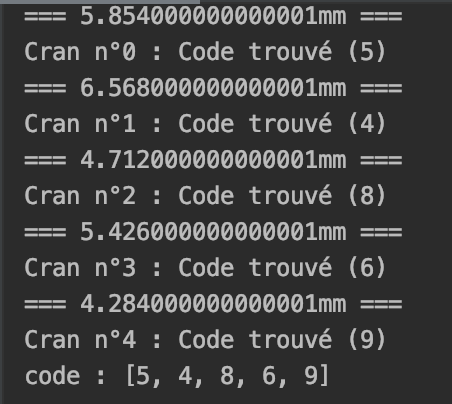 === 5.854000000000001mm ===
Cran n°0 : Code trouvé (5)
=== 6.568000000000001mm ===
Cran n°1 : Code trouvé (4)
=== 4.712000000000001mm ===
Cran n°2 : Code trouvé (8)
=== 5.426000000000001mm ===
Cran n°3 : Code trouvé (6)
=== 4.284000000000001mm ===
Cran n°4 : Code trouvé (9)
code : [5, 4, 8, 6, 9]